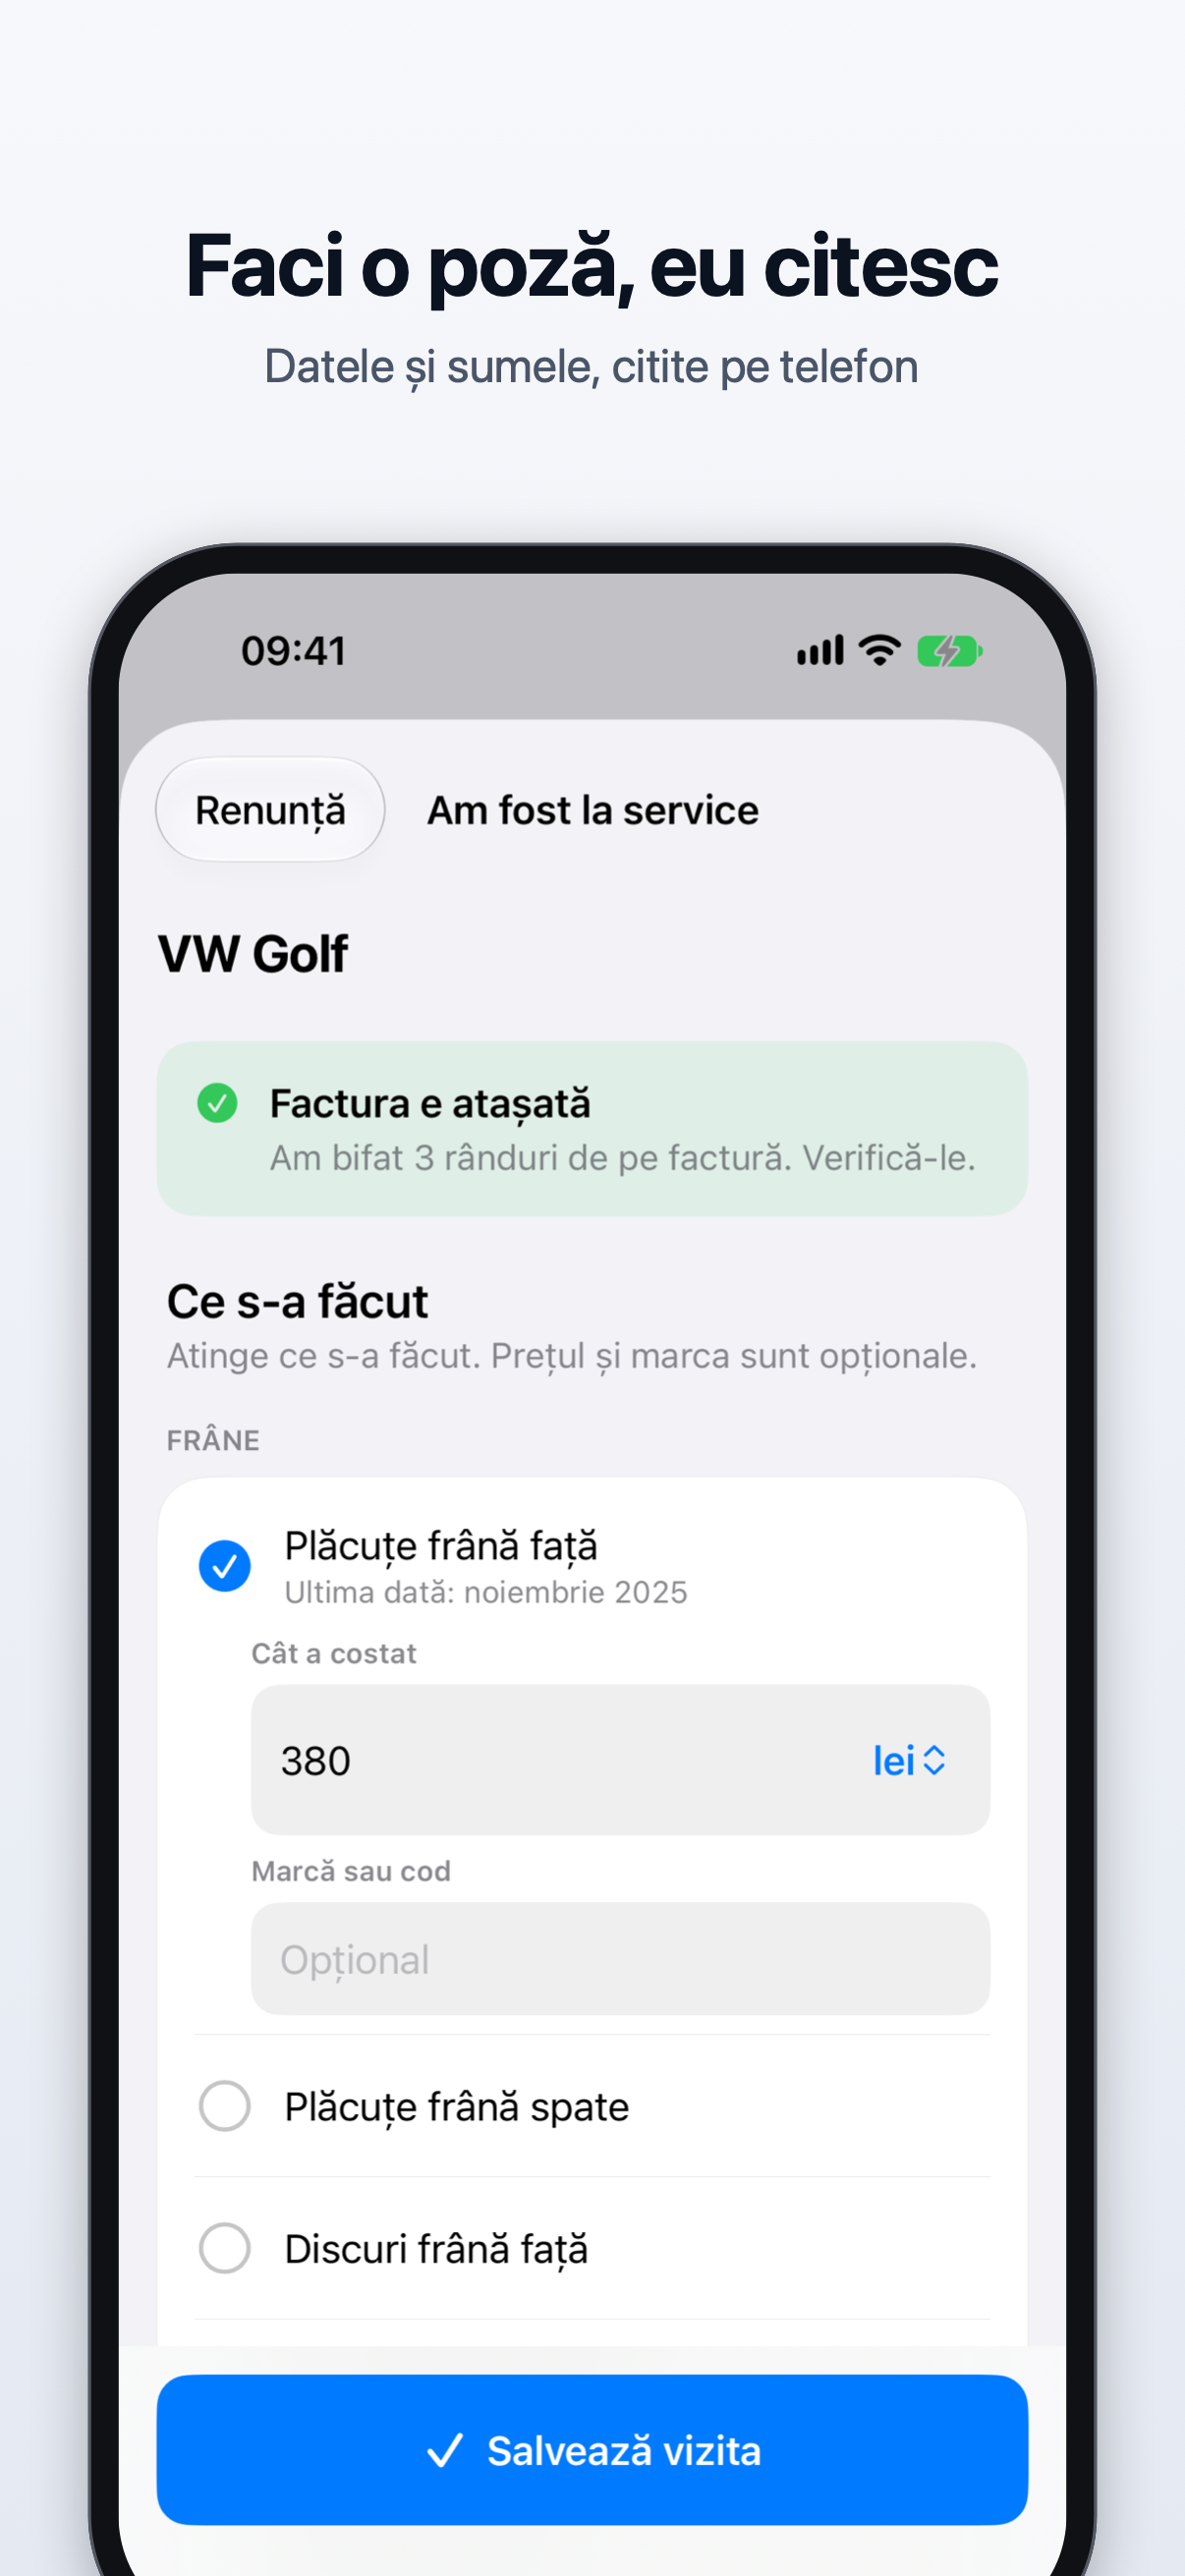 Faci o poză, eu citesc
Datele și sumele, citite pe telefon
09:41
Renunță
Am fost la service
VW Golf
Factura e atașată
Am bifat 3 rânduri de pe factură. Verifică-le.
Ce s-a făcut
Atinge ce s-a făcut. Prețul și marca sunt opționale.
FRÂNE
Plăcuțe frână față
Ultima dată: noiembrie 2025
Cât a costat
380
lei
Marcă sau cod
Opțional
Plăcuțe frână spate
Discuri frână față
Salvează vizita